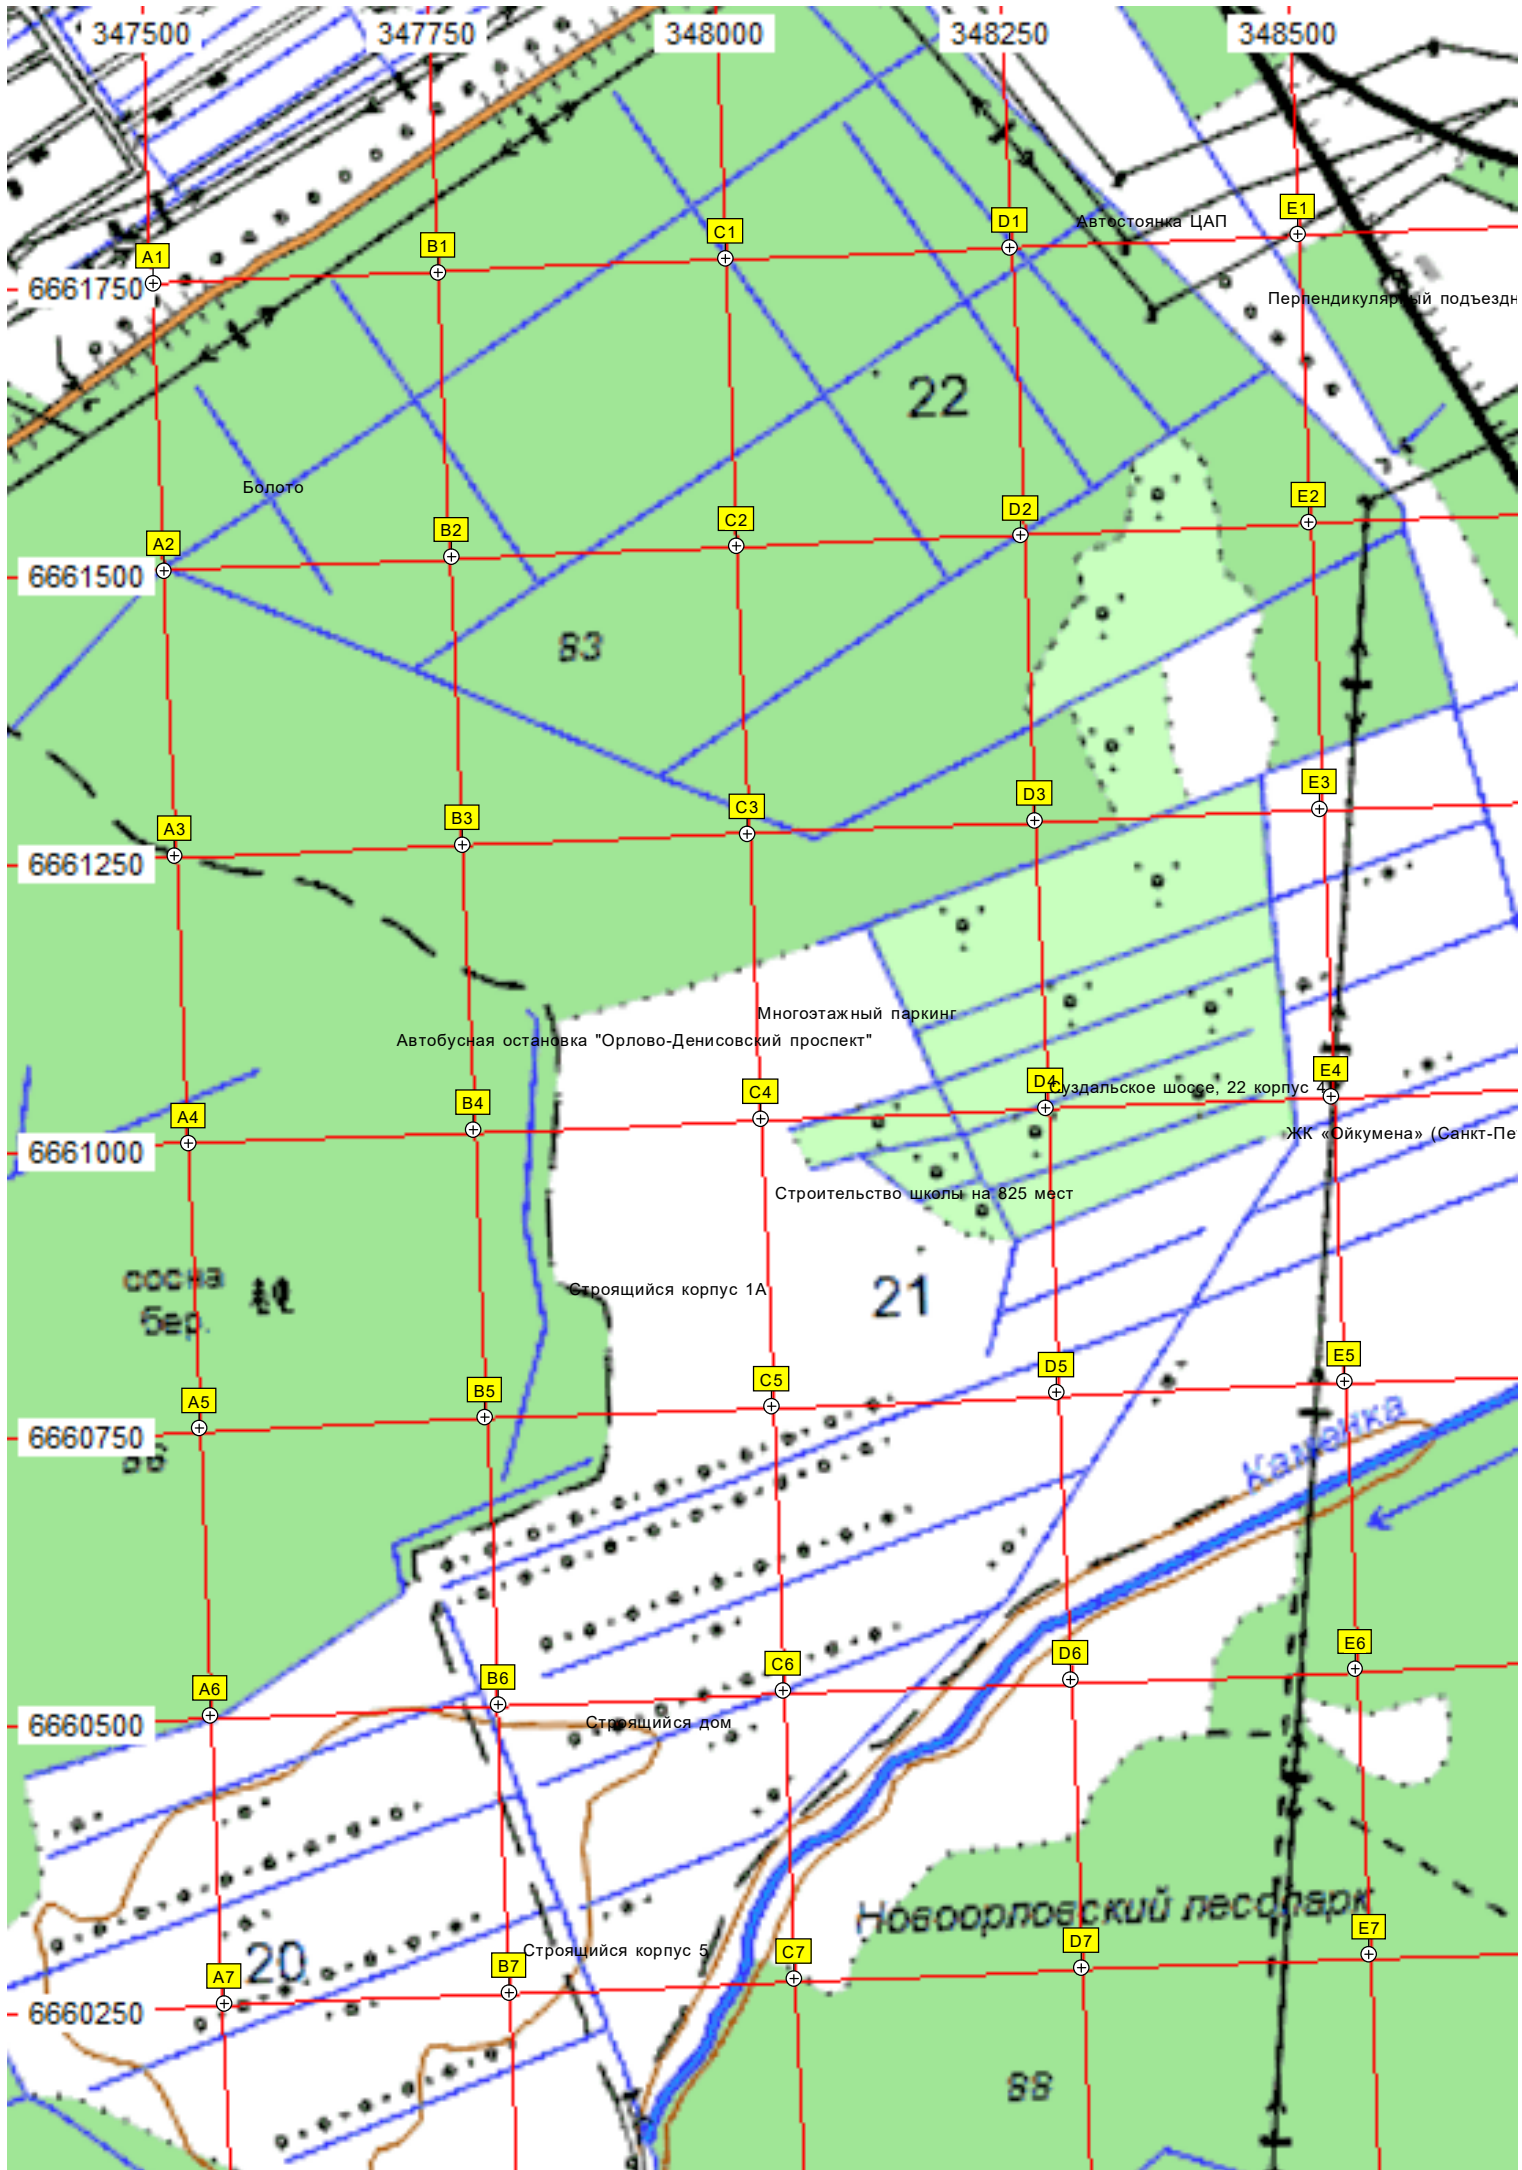 347500 347750 348000 348250 348500
A1 B1 C1 D1 E1
Автостоянка ЦАП
6661750
Перпендикулярный подъездн
22
Болото
A2 B2 C2 D2 E2
6661500
83
A3 B3 C3 D3 E3
6661250
Многоэтажный паркинг
Автобусная остановка "Орлово-Денисовский проспект"
A4 B4 C4 D4 E4
Суздальское шоссе, 22 корпус 4
6661000
ЖК «Ойкумена» (Санкт-Пе
Строительство школы на 825 мест
сосна
бер.
Строящийся корпус 1А
21
A5 B5 C5 D5 E5
6660750
Каменка
A6 B6 C6 D6 E6
6660500
Строящийся дом
Новоорловский лесопарк
20
Строящийся корпус 5
A7 B7 C7 D7 E7
6660250
88